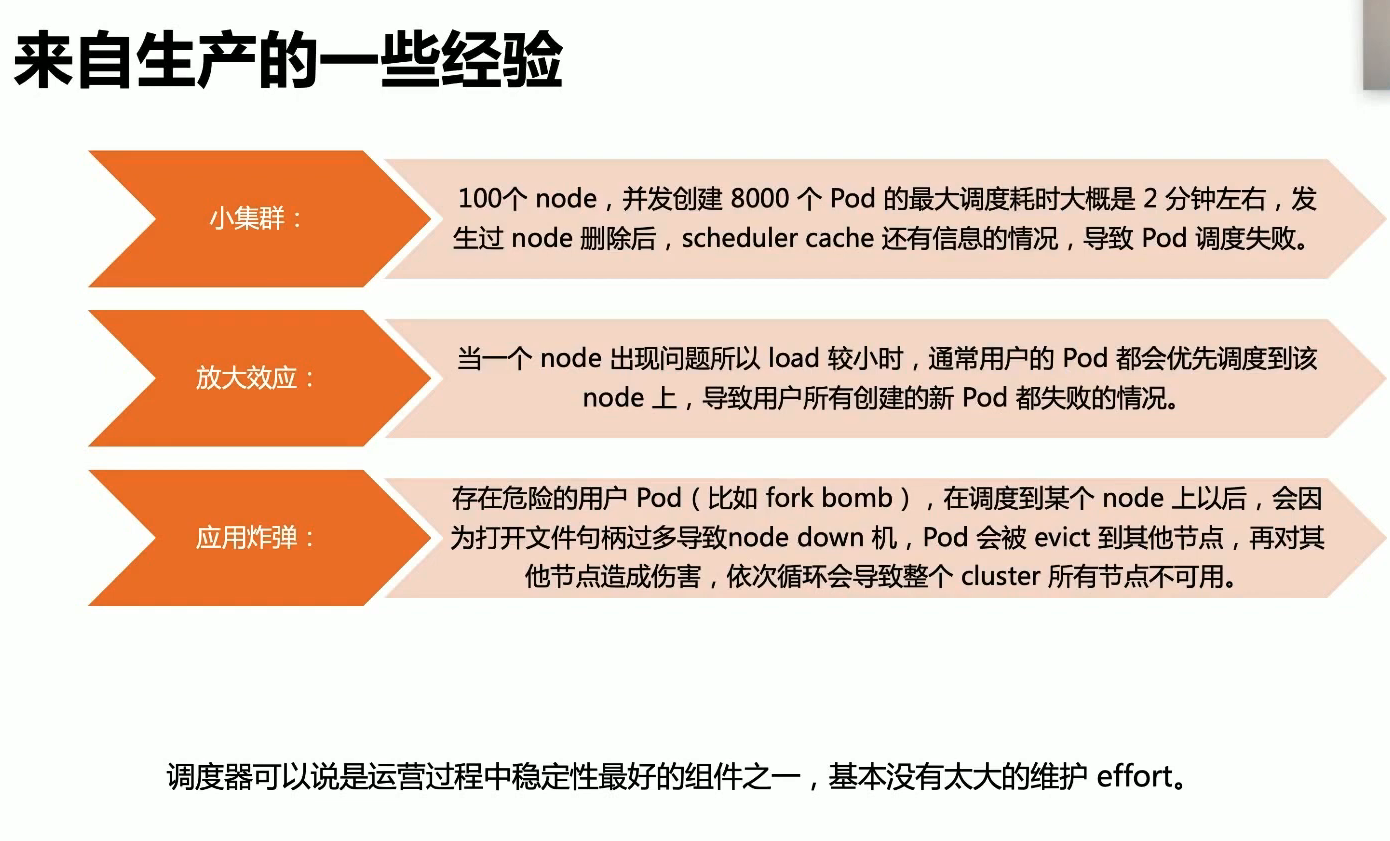 来自生产的一些经验
小集群：
100个 node，并发创建 8000 个 Pod 的最大调度耗时大概是 2 分钟左右，发
生过 node 删除后，scheduler cache 还有信息的情况，导致 Pod 调度失败。
放大效应：
当一个 node 出现问题所以 load 较小时，通常用户的 Pod 都会优先调度到该
node 上，导致用户所有创建的新 Pod 都失败的情况。
应用炸弹：
存在危险的用户 Pod（比如 fork bomb），在调度到某个 node 上以后，会因
为打开文件句柄过多导致node down 机，Pod 会被 evict 到其他节点，再对其
他节点造成伤害，依次循环会导致整个 cluster 所有节点不可用。
调度器可以说是运营过程中稳定性最好的组件之一，基本没有太大的维护 effort。